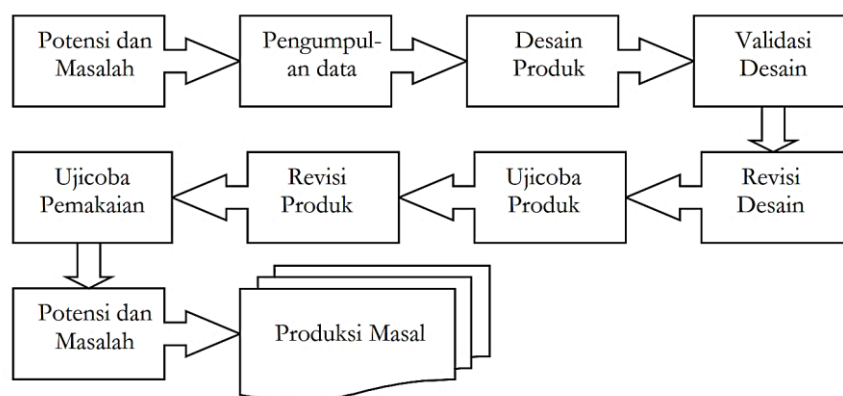 Potensi dan
Masalah
Pengumpul-
an data
Desain
Produk
Validasi
Desain
Ujicoba
Pemakaian
Revisi
Produk
Ujicoba
Produk
Revisi
Desain
Potensi dan
Masalah
Produksi Masal